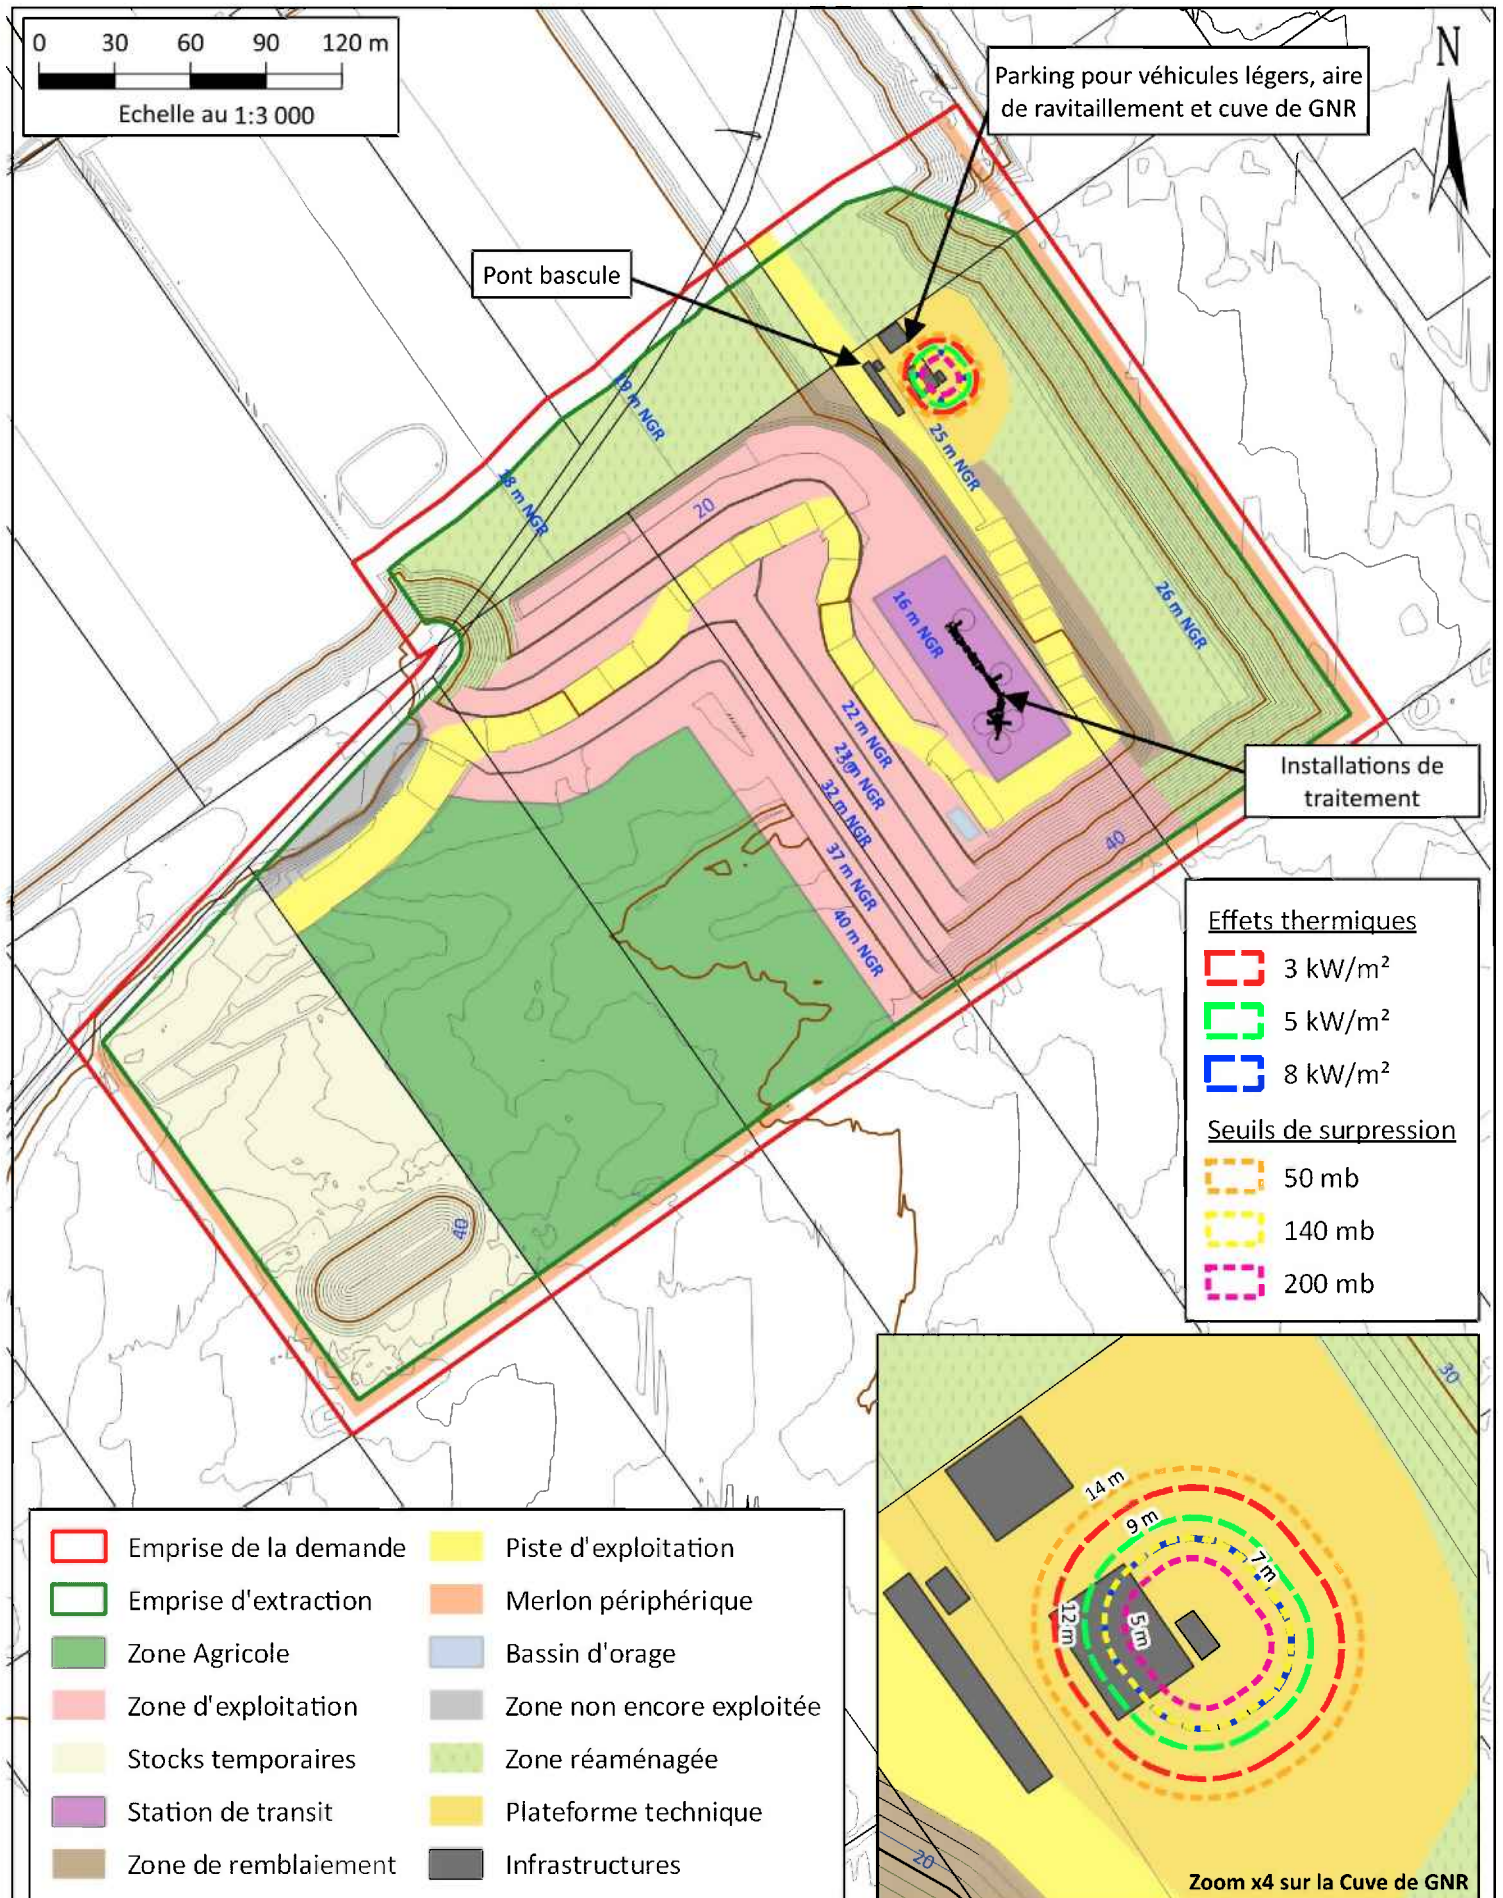 0 30 60 90 120 m
Echelle au 1:3 000
Parking pour véhicules légers, aire
de ravitaillement et cuve de GNR
N
Pont bascule
19 m NGR
18 m NGR
20
25 m NGR
26 m NGR
16 m NGR
22 m NGR
32 m NGR
37 m NGR
40 m NGR
40
Installations de
traitement
40
Effets thermiques
3 kW/m²
5 kW/m²
8 kW/m²
Seuils de surpression
50 mb
140 mb
200 mb
Emprise de la demande
Emprise d'extraction
Zone Agricole
Zone d'exploitation
Stocks temporaires
Station de transit
Zone de remblaiement
Piste d'exploitation
Merlon périphérique
Bassin d'orage
Zone non encore exploitée
Zone réaménagée
Plateforme technique
Infrastructures
30
14 m
9 m
7 m
12 m
5 m
20
Zoom x4 sur la Cuve de GNR